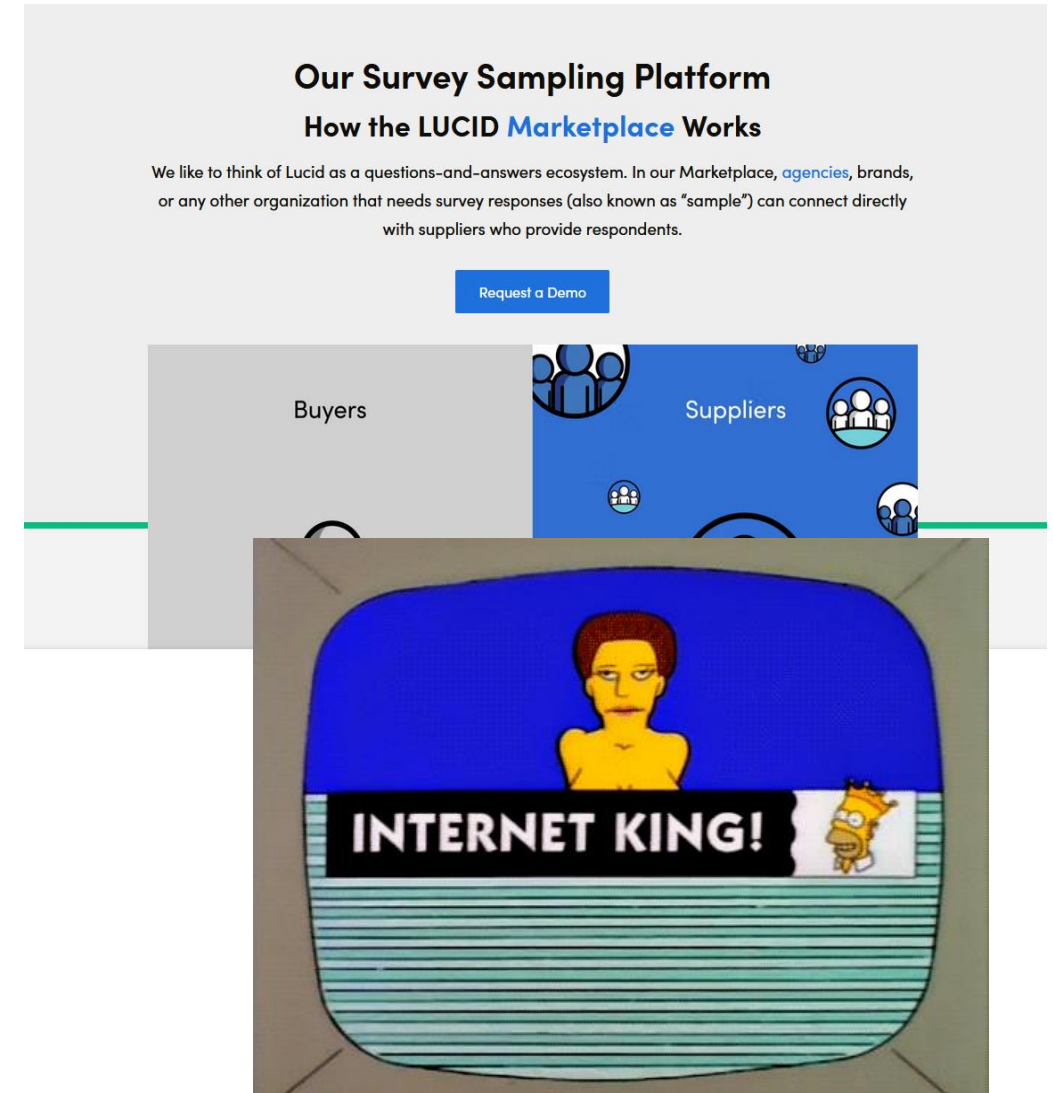 Our Survey Sampling Platform
How the LUCID Marketplace Works
We like to think of Lucid as a questions-and-answers ecosystem. In our Marketplace, agencies, brands,
or any other organization that needs survey responses (also known as “sample”) can connect directly
with suppliers who provide respondents.
Request a Demo
Buyers
Suppliers
INTERNET KING!